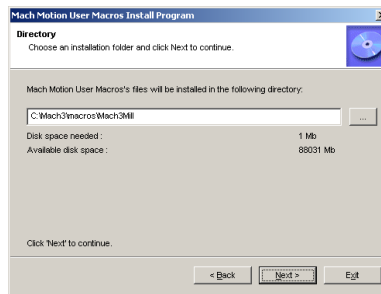 Mach Motion User Macros Install Program
Directory
Choose an installation folder and click Next to continue.
Mach Motion User Macros's files will be installed in the following directory:
C:\Mach3\macros\Mach3Mill
...
Disk space needed : 1 Mb
Available disk space : 88031 Mb
Click 'Next' to continue.
< Back Next > Exit